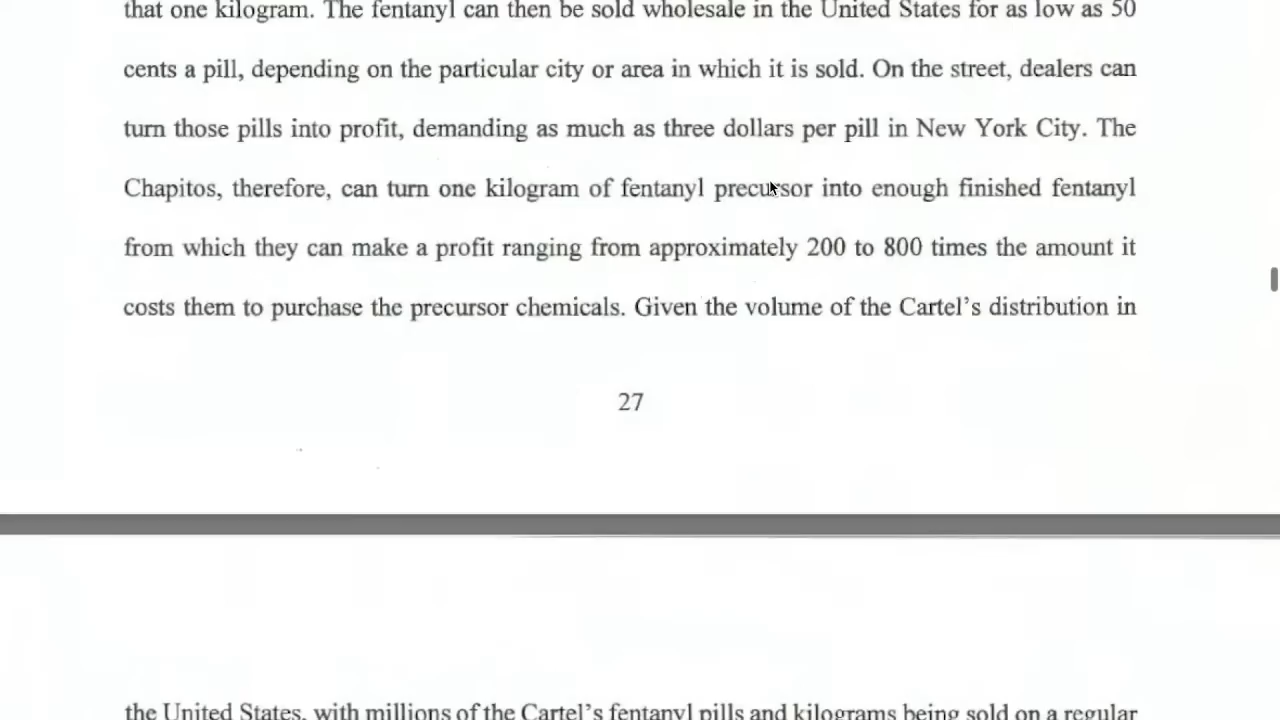 that one kilogram. The fentanyl can then be sold wholesale in the United States for as low as 50
cents a pill, depending on the particular city or area in which it is sold. On the street, dealers can
turn those pills into profit, demanding as much as three dollars per pill in New York City. The
Chapitos, therefore, can turn one kilogram of fentanyl precursor into enough finished fentanyl
from which they can make a profit ranging from approximately 200 to 800 times the amount it
costs them to purchase the precursor chemicals. Given the volume of the Cartel’s distribution in
27
the United States, with millions of the Cartel’s fentanyl pills and kilograms being sold on a regular